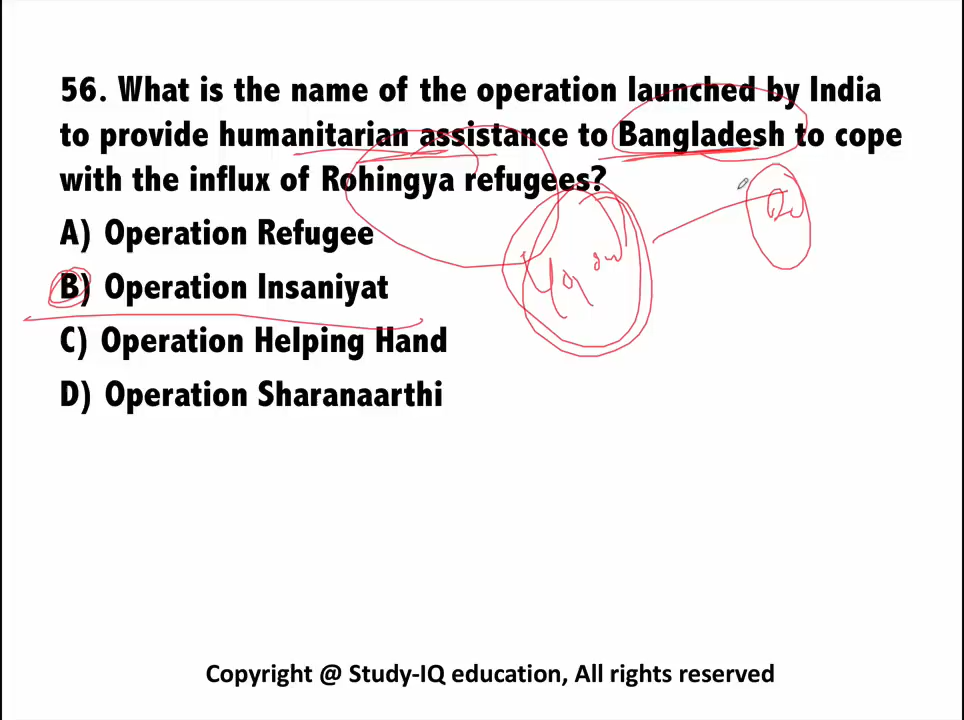 56. What is the name of the operation launched by India
to provide humanitarian assistance to Bangladesh to cope
with the influx of Rohingya refugees?
A) Operation Refugee
B) Operation Insaniyat
C) Operation Helping Hand
D) Operation Sharanaarthi
Copyright @ Study-IQ education, All rights reserved